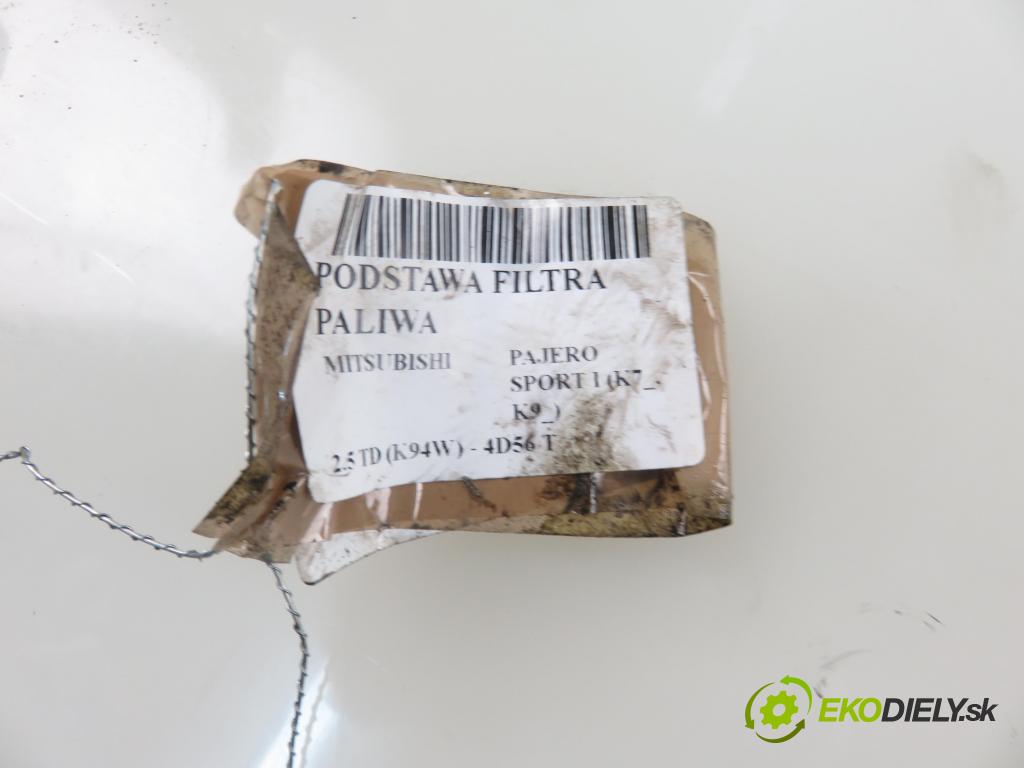 PODSTAWA FILTRA
PALIWA
MITSUBISHI PAJERO
SPORT I (K7_,
K9_)
2.5 TD (K94W) - 4D56 T
EKODIELY.sk